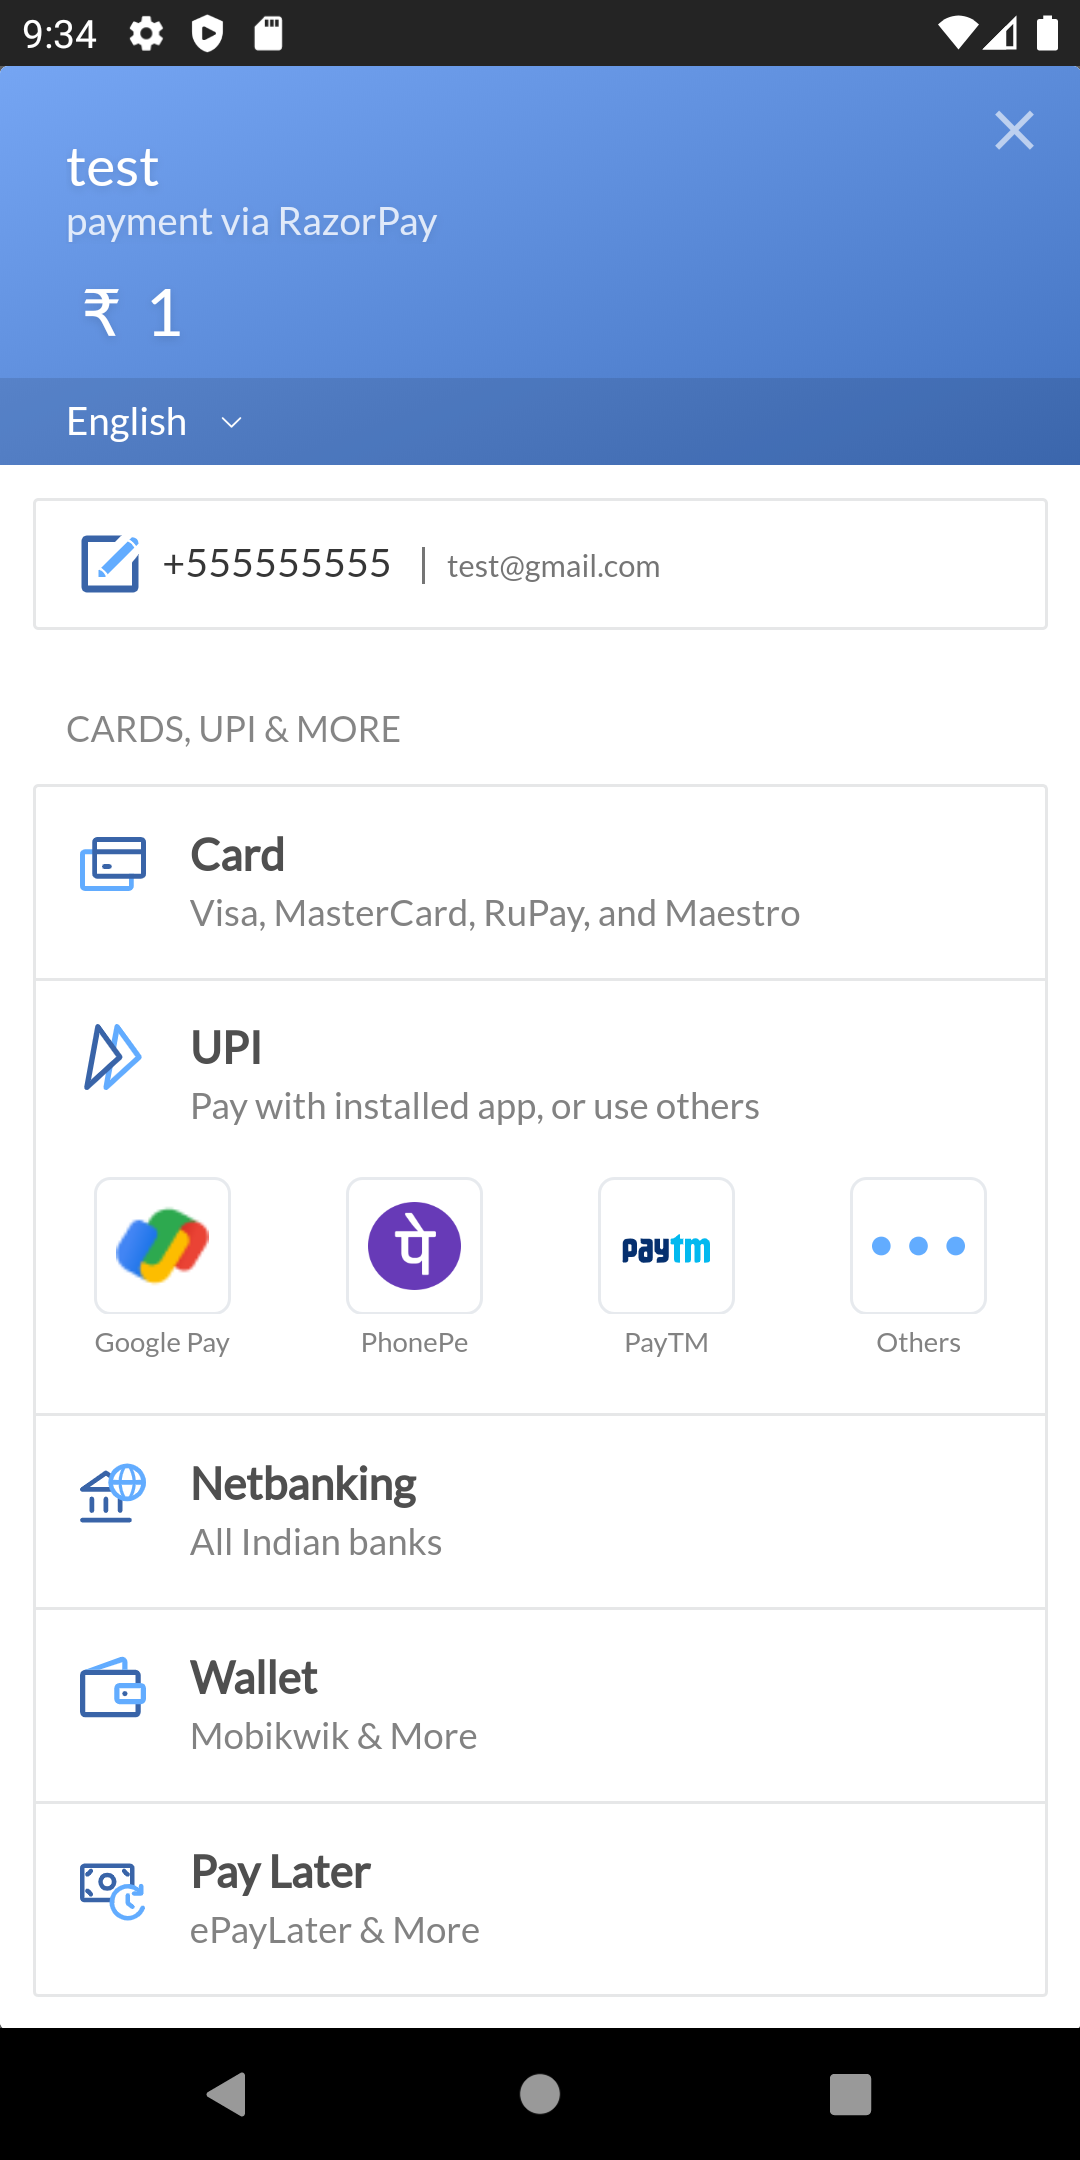 9:34
test
payment via RazorPay
₹ 1
English
+555555555 | test@gmail.com
CARDS, UPI & MORE
Card
Visa, MasterCard, RuPay, and Maestro
UPI
Pay with installed app, or use others
पे
paytm
Google Pay
PhonePe
PayTM
Others
Netbanking
All Indian banks
Wallet
Mobikwik & More
Pay Later
ePayLater & More